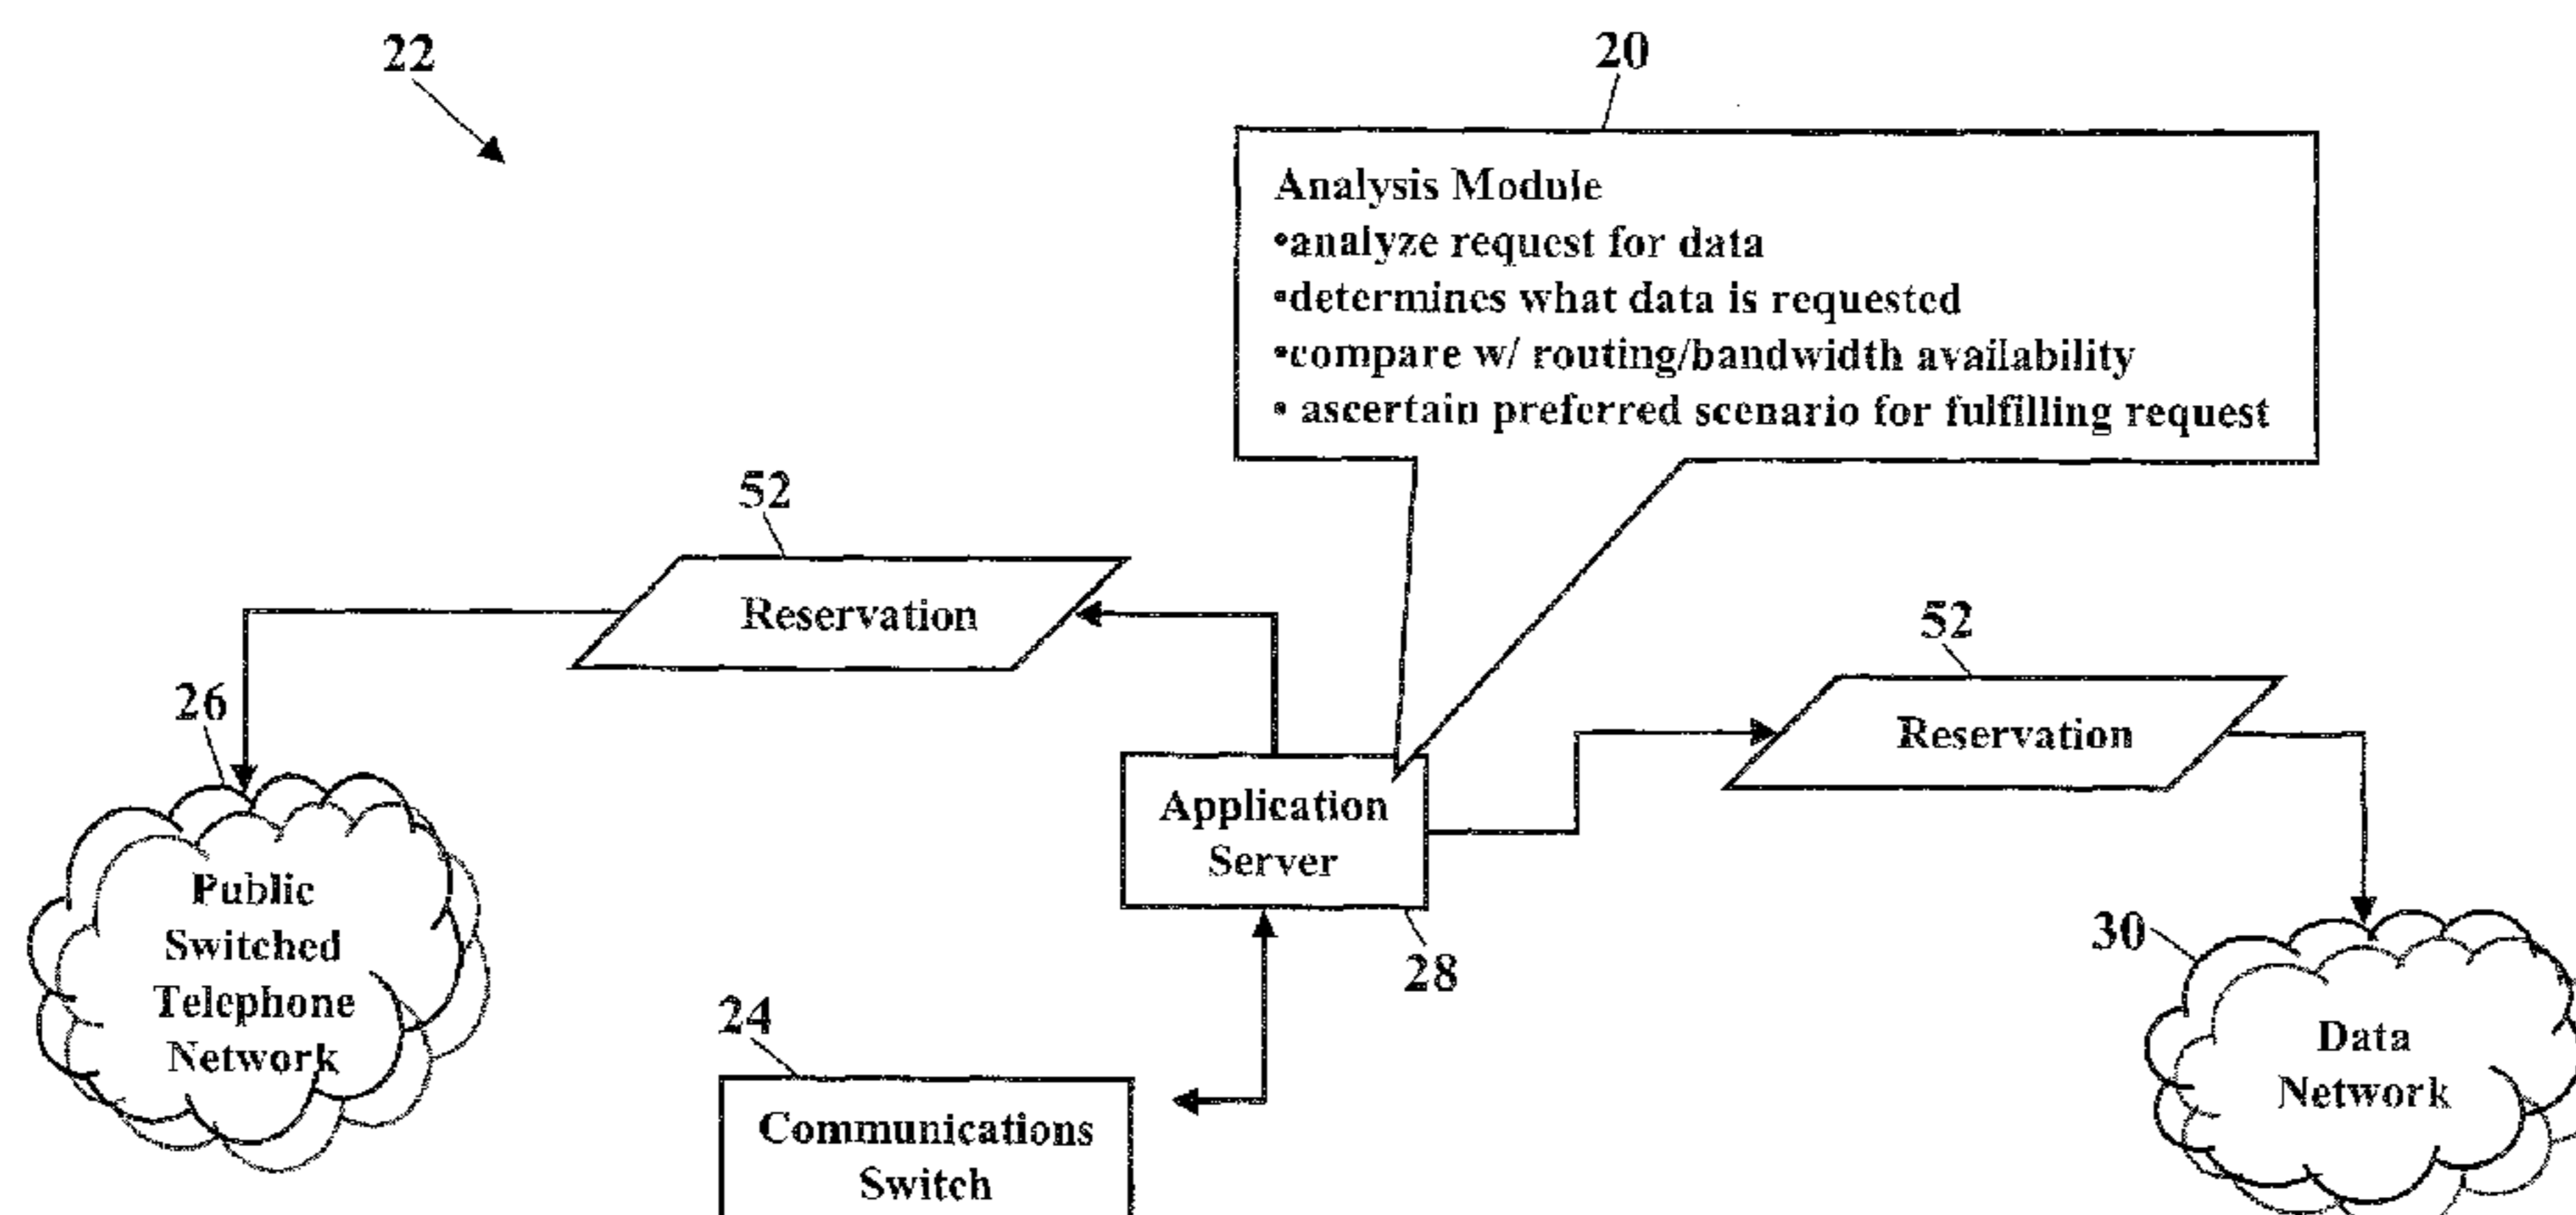 22
20
Analysis Module
•analyze request for data
•determines what data is requested
•compare w/ routing/bandwidth availability
• ascertain preferred scenario for fulfilling request
52
Reservation
52
Reservation
26
Public
Switched
Telephone
Network
Application
Server
28
30
Data
Network
24
Communications
Switch